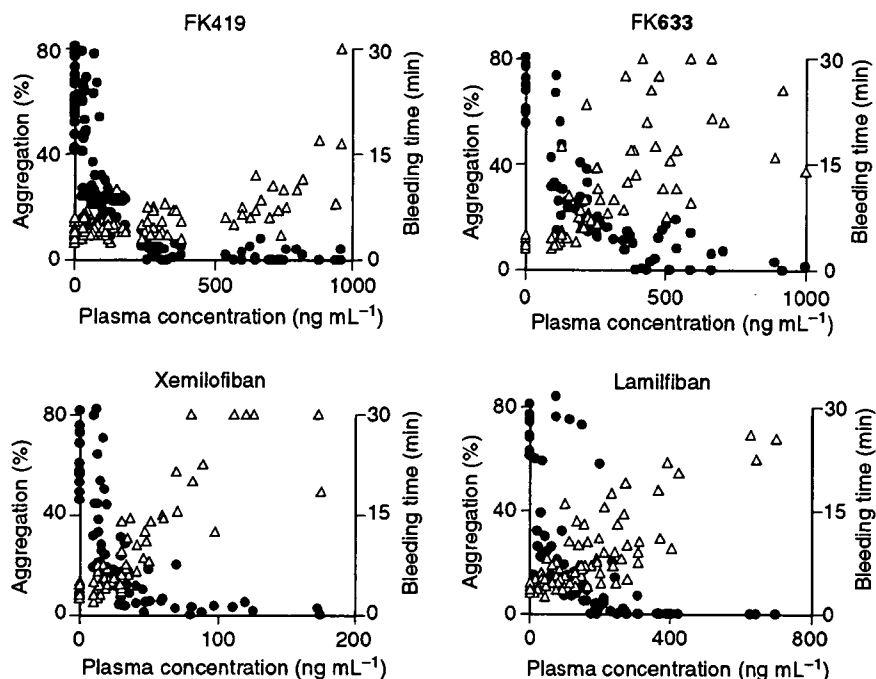 FK419
80
40
0
Aggregation (%)
30
15
0
Bleeding time (min)
0
500
1000
Plasma concentration (ng mL⁻¹)
FK633
80
40
0
Aggregation (%)
30
15
0
Bleeding time (min)
0
500
1000
Plasma concentration (ng mL⁻¹)
Xemilofiban
80
40
0
Aggregation (%)
30
15
0
Bleeding time (min)
0
100
200
Plasma concentration (ng mL⁻¹)
Lamilfiban
80
40
0
Aggregation (%)
30
15
0
Bleeding time (min)
0
400
800
Plasma concentration (ng mL⁻¹)